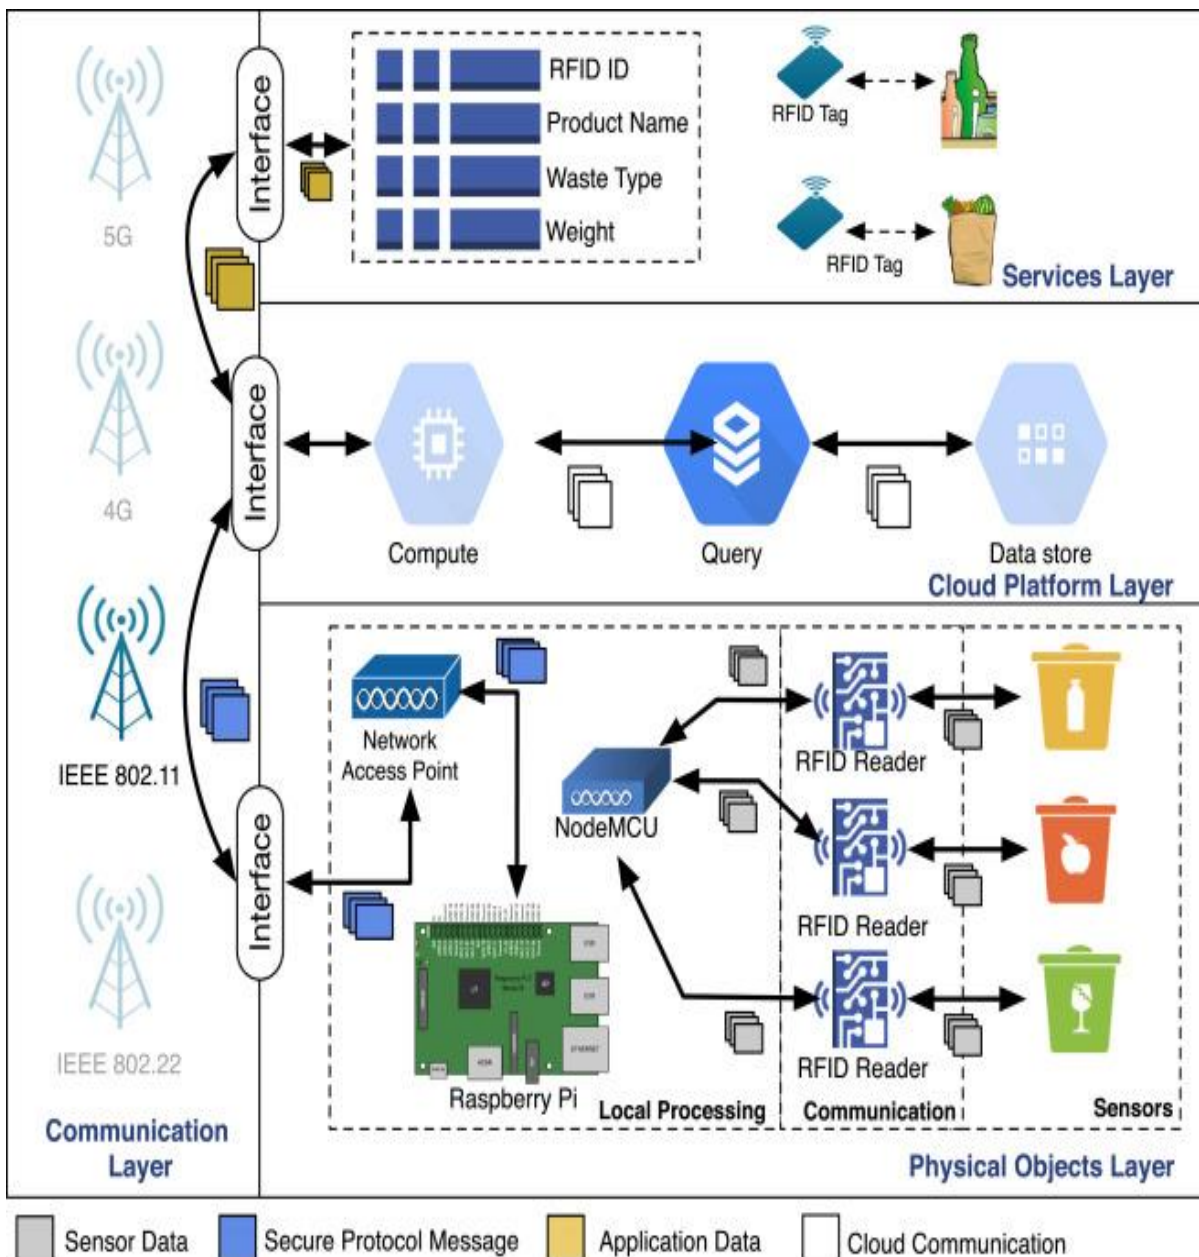 5G
4G
IEEE 802.11
IEEE 802.22
Communication
Layer
Interface
RFID ID
Product Name
Waste Type
Weight
RFID Tag
RFID Tag
Services Layer
Interface
Compute
Query
Data store
Cloud Platform Layer
Interface
Network
Access Point
NodeMCU
Raspberry Pi
Local Processing
RFID Reader
RFID Reader
RFID Reader
Communication
Sensors
Physical Objects Layer
Sensor Data
Secure Protocol Message
Application Data
Cloud Communication